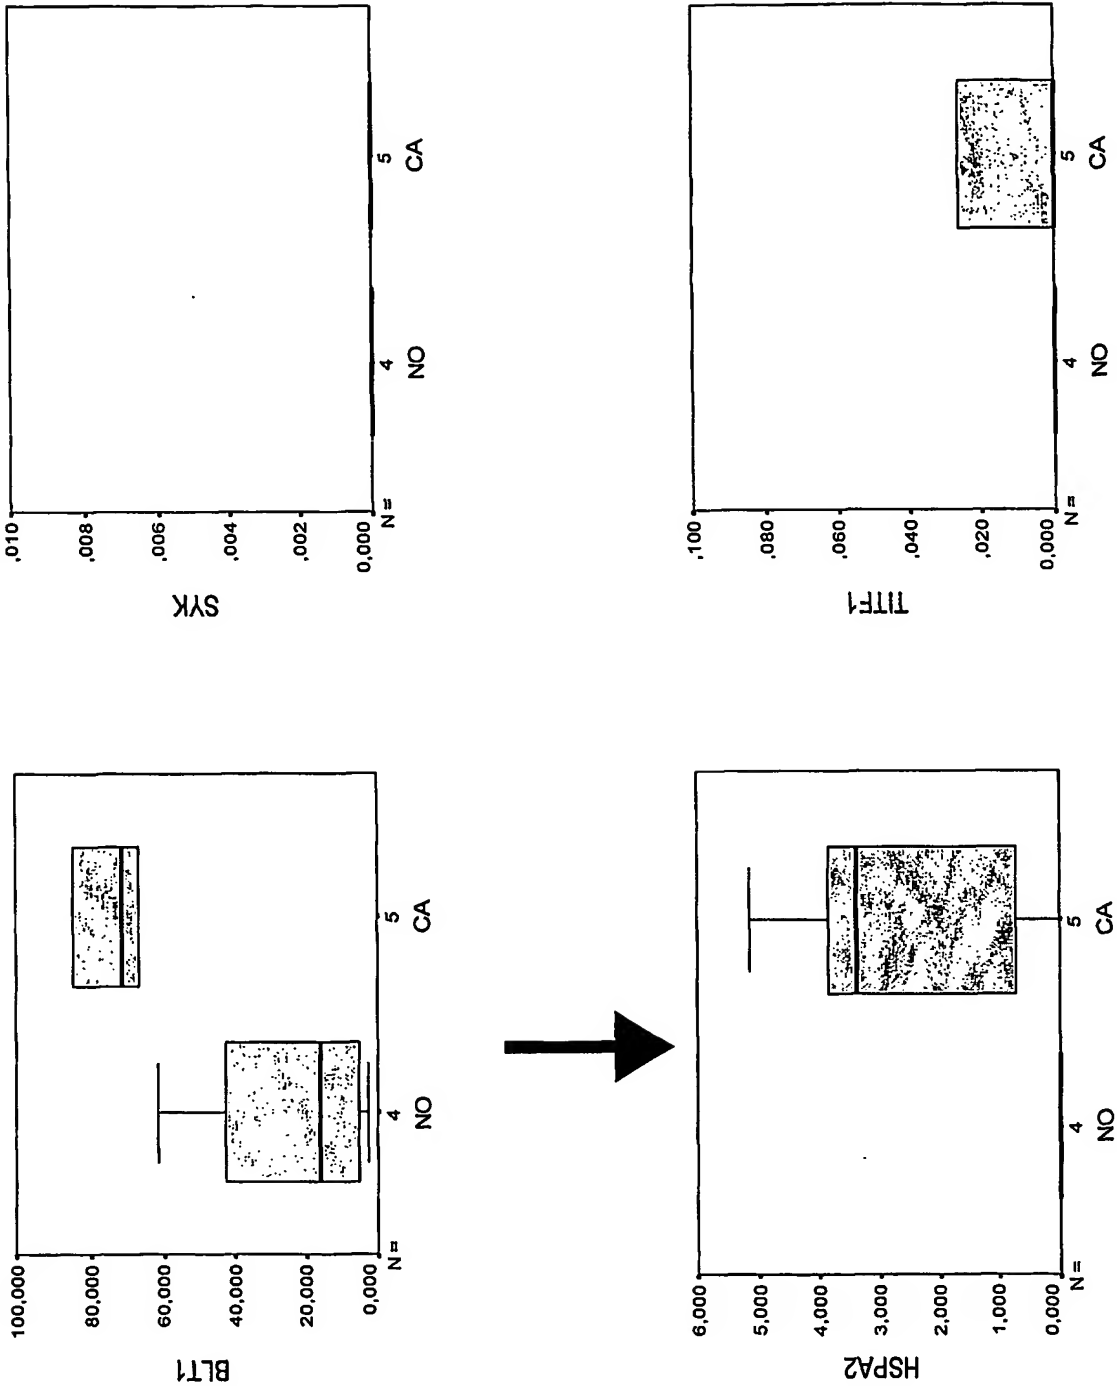 BLT1
100,000
80,000
60,000
40,000
20,000
0,000
N =
4
5
NO
CA
SYK
,010
,008
,006
,004
,002
0,000
N =
4
5
NO
CA
HSPA2
6,000
5,000
4,000
3,000
2,000
1,000
0,000
N =
4
5
NO
CA
TITF1
,100
,080
,060
,040
,020
0,000
N =
4
5
NO
CA